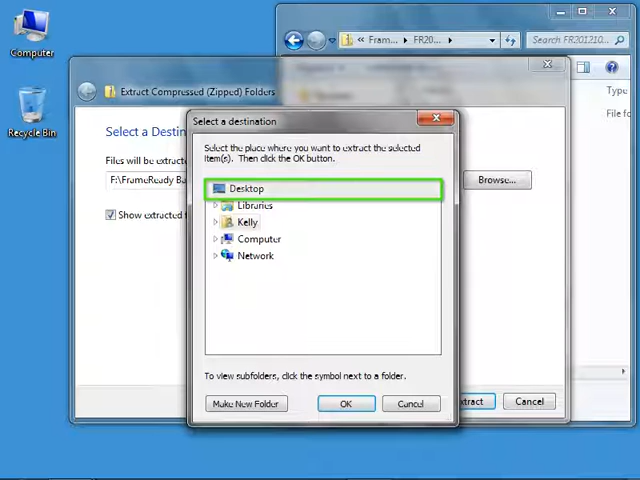 Computer
Recycle Bin
« Fram...
FR20...
Search FR201210...
Type
File fo
Extract Compressed (Zipped) Folders
Select a Destin
Files will be extracte
F:\FrameReady Ba
Browse...
Show extracted f
Select a destination
Select the place where you want to extract the selected
item(s). Then click the OK button.
Desktop
Libraries
Kelly
Computer
Network
To view subfolders, click the symbol next to a folder.
Make New Folder
OK
Cancel
tract
Cancel